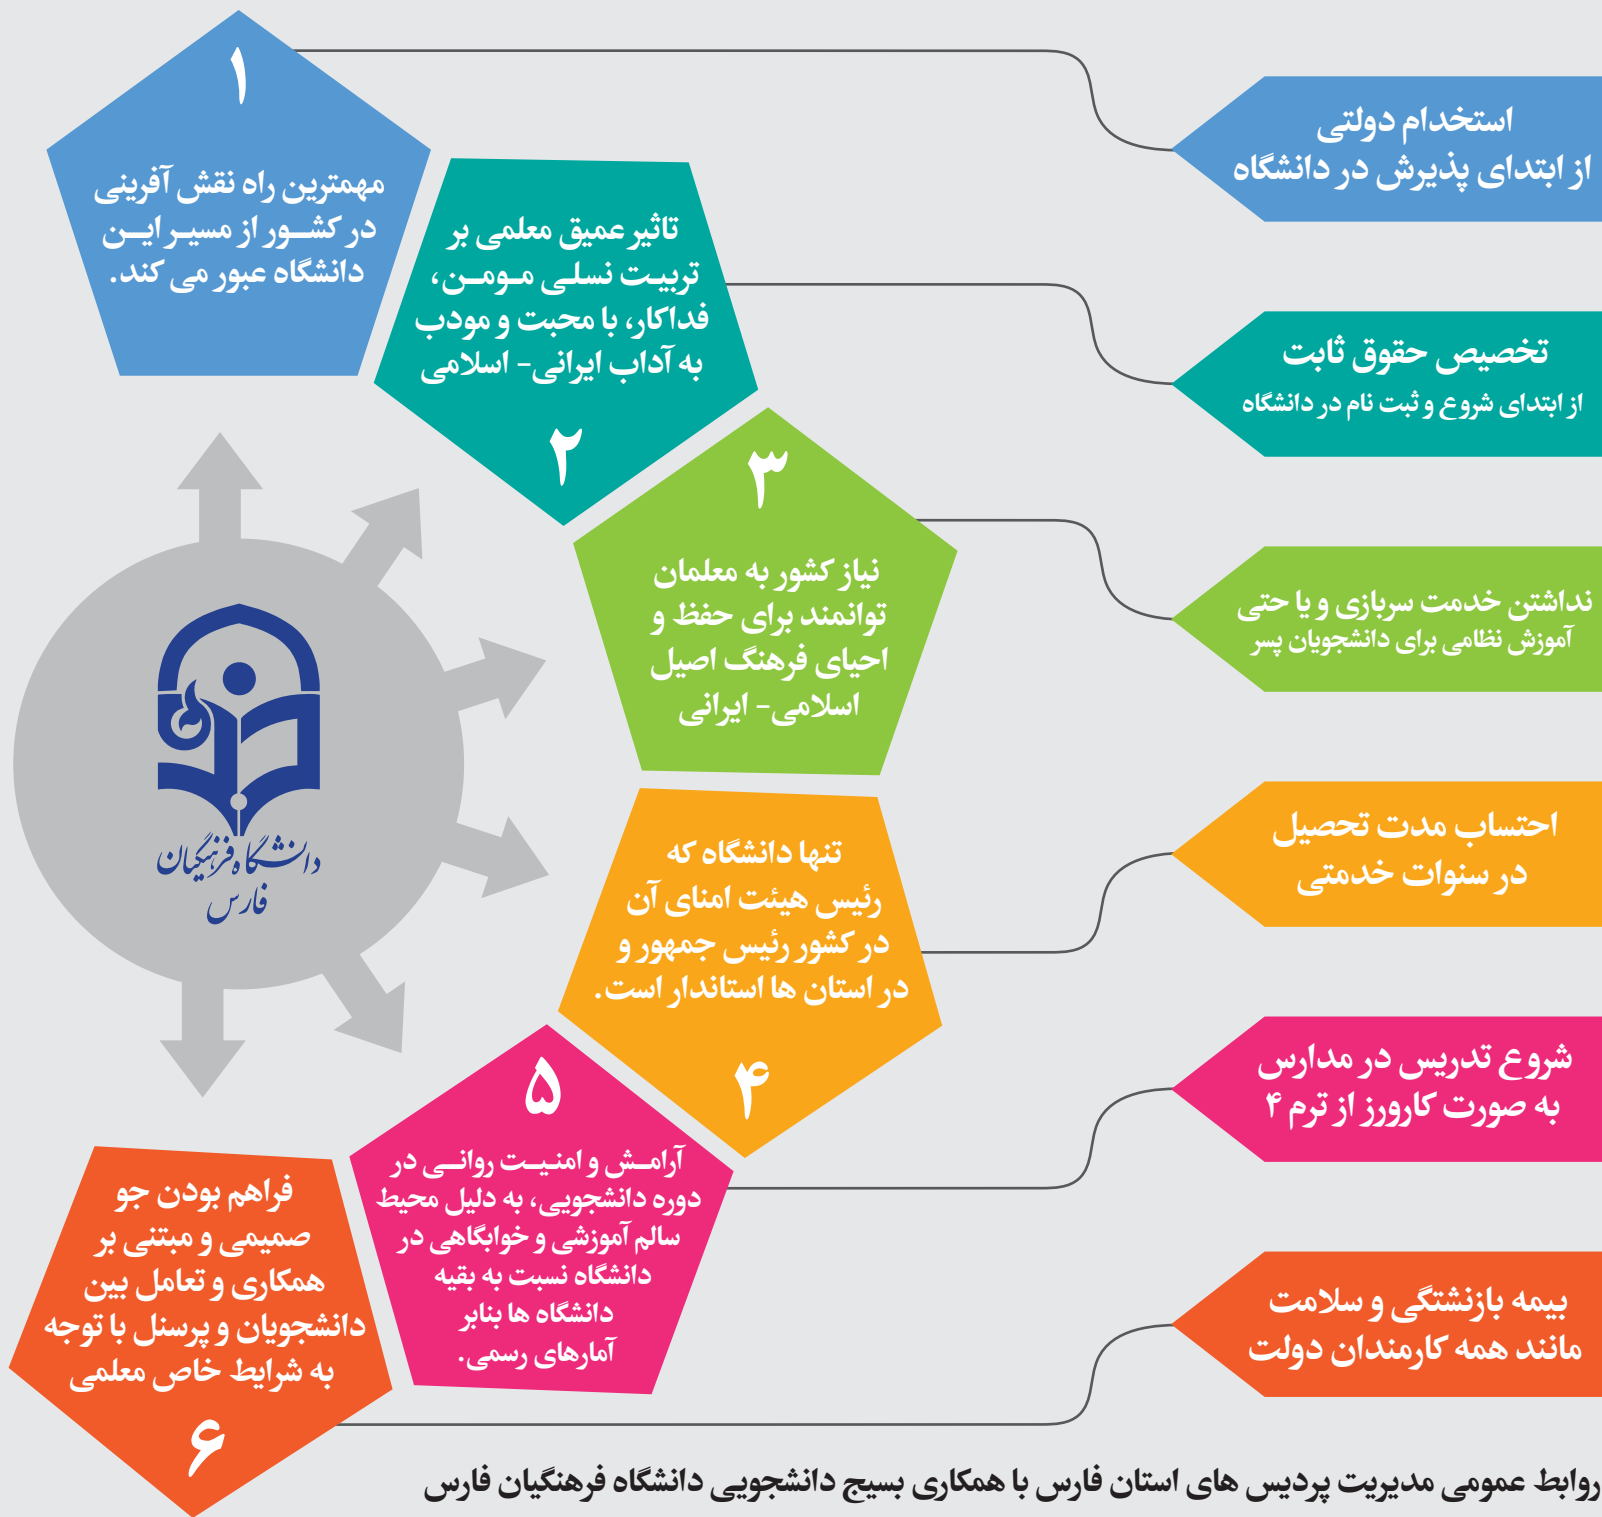 ۱
مهمترین راه نقش آفرینی
در کشور از مسیر این
دانشگاه عبور می کند.
استخدام دولتی
از ابتدای پذیرش در دانشگاه
تاثیر عمیق معلمی بر
تربیت نسلی مومن،
فداکار، با محبت و مودب
به آداب ایرانی- اسلامی
۲
تخصیص حقوق ثابت
از ابتدای شروع و ثبت نام در دانشگاه
۳
نیاز کشور به معلمان
توانمند برای حفظ و
احیای فرهنگ اصیل
اسلامی- ایرانی
نداشتن خدمت سربازی و یا حتی
آموزش نظامی برای دانشجویان پسر
دانشگاه فرهنگیان
فارس
تنها دانشگاه که
رئیس هیئت امنای آن
در کشور رئیس جمهور و
در استان ها استاندار است.
۴
احتساب مدت تحصیل
در سنوات خدمتی
۵
آرامش و امنیت روانی در
دوره دانشجویی، به دلیل محیط
سالم آموزشی و خوابگاهی در
دانشگاه نسبت به بقیه
دانشگاه ها بنابر
آمارهای رسمی.
شروع تدریس در مدارس
به صورت کارورز از ترم ۴
فراهم بودن جو
صمیمی و مبتنی بر
همکاری و تعامل بین
دانشجویان و پرسنل با توجه
به شرایط خاص معلمی
۶
بیمه بازنشتگی و سلامت
مانند همه کارمندان دولت
روابط عمومی مدیریت پردیس های استان فارس با همکاری بسیج دانشجویی دانشگاه فرهنگیان فارس